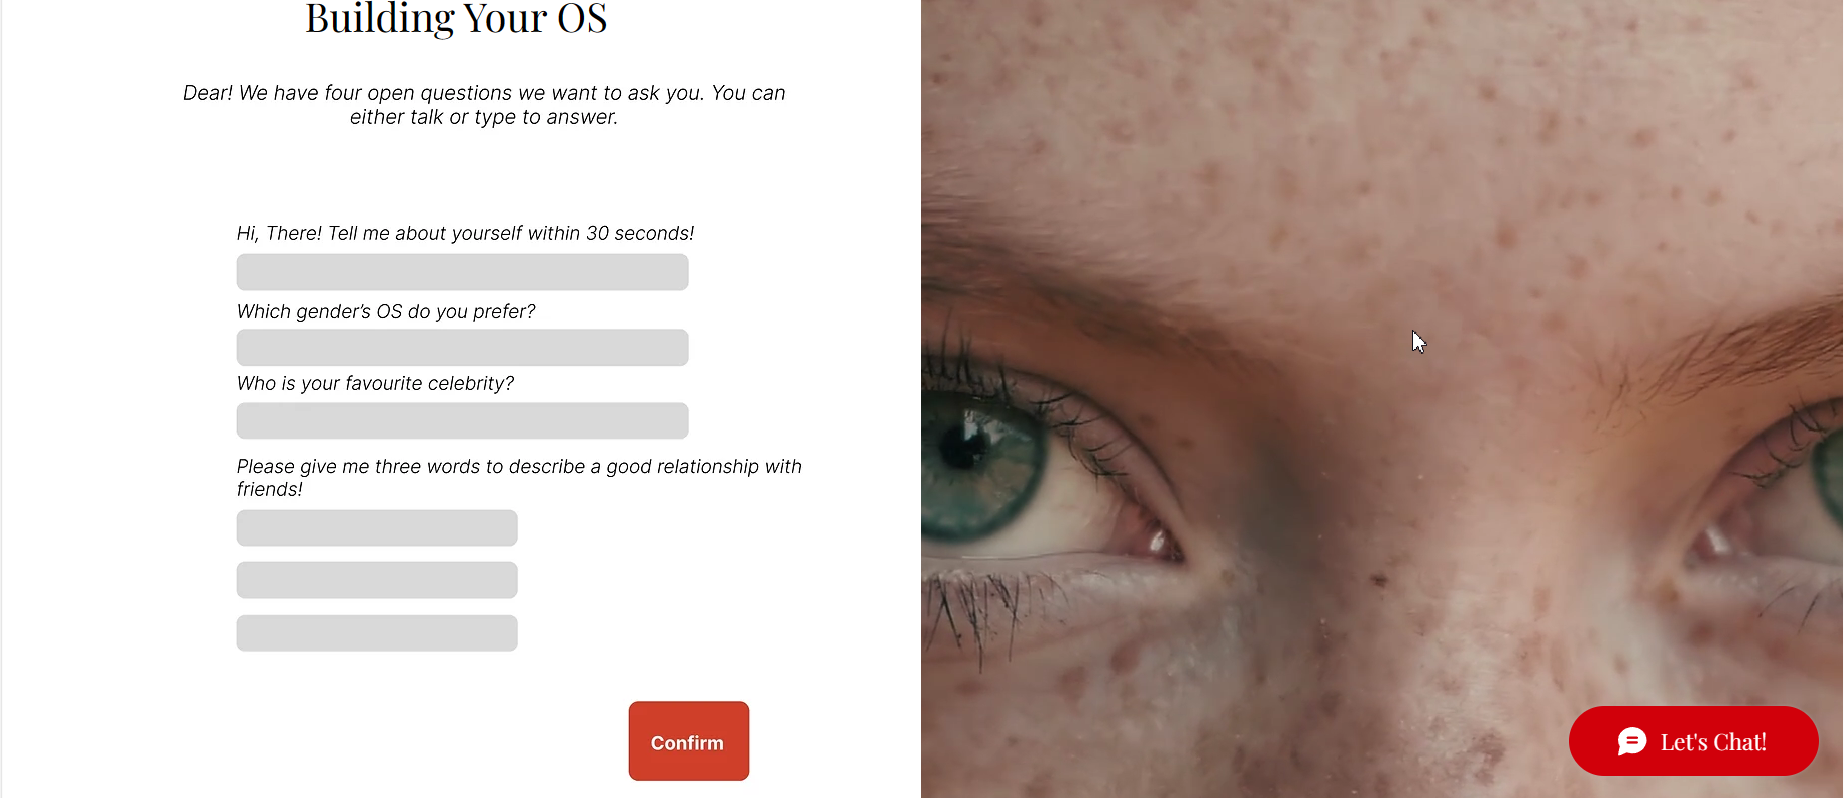 Building Your OS
Dear! We have four open questions we want to ask you. You can
either talk or type to answer.
Hi, There! Tell me about yourself within 30 seconds!
Which gender’s OS do you prefer?
Who is your favourite celebrity?
Please give me three words to describe a good relationship with
friends!
Confirm
Let's Chat!